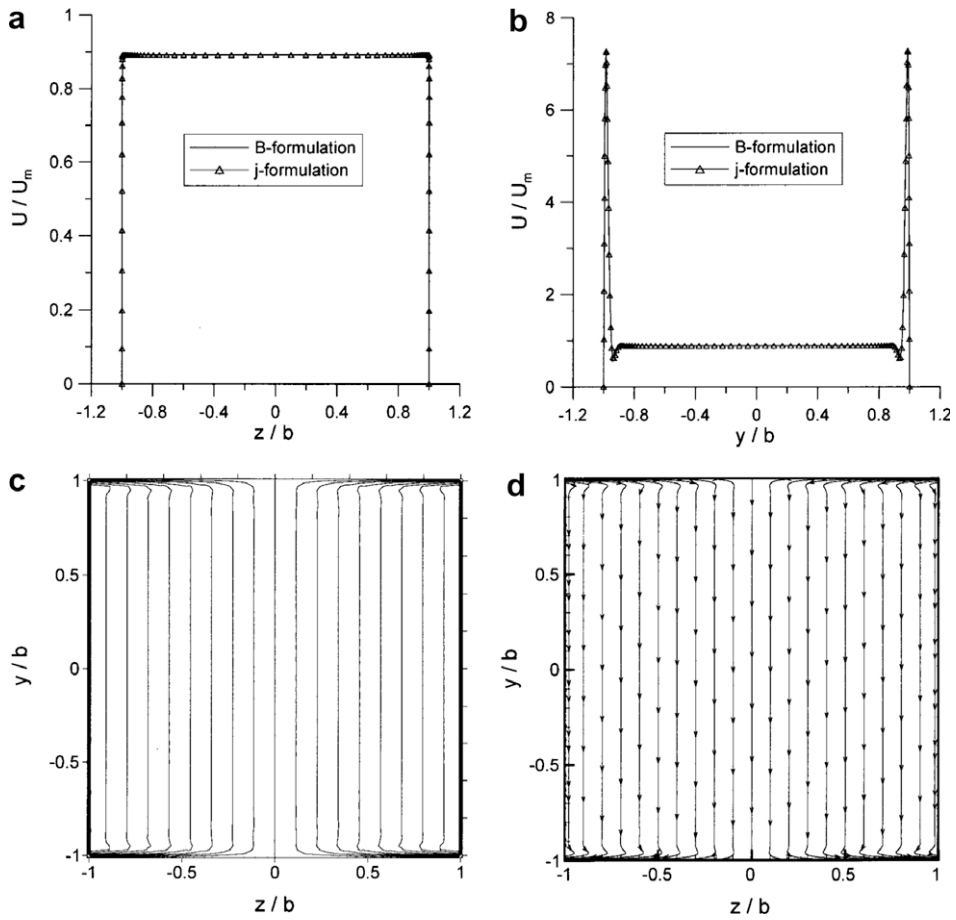 a
1
0.8
0.6
0.4
0.2
0
U / Um
B-formulation
j-formulation
-1.2 -0.8 -0.4 0 0.4 0.8 1.2
z / b
b
8
6
4
2
0
U / Um
B-formulation
j-formulation
-1.2 -0.8 -0.4 0 0.4 0.8 1.2
y / b
c
1
0.5
0
-0.5
-1
y / b
-1 -0.5 0 0.5 1
z / b
d
1
0.5
0
-0.5
-1
y / b
-1 -0.5 0 0.5 1
z / b